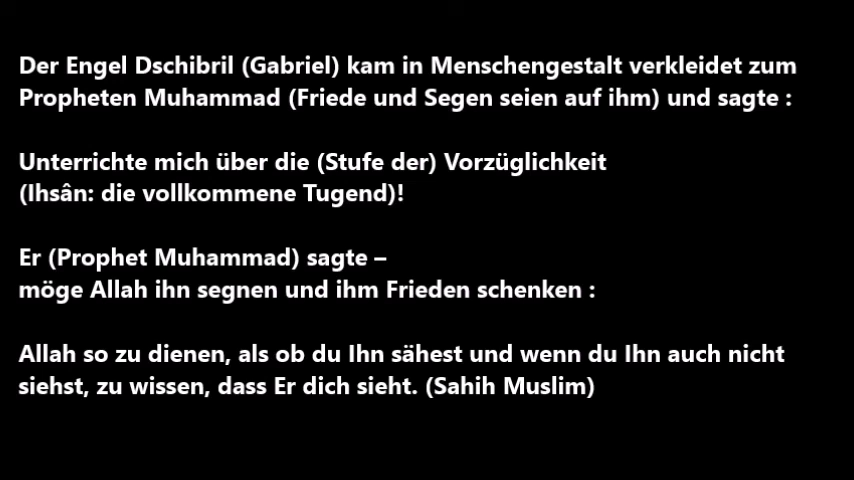 Der Engel Dschibril (Gabriel) kam in Menschengestalt verkleidet zum
Propheten Muhammad (Friede und Segen seien auf ihm) und sagte :
Unterrichte mich über die (Stufe der) Vorzüglichkeit
(Ihsân: die vollkommene Tugend)!
Er (Prophet Muhammad) sagte –
möge Allah ihn segnen und ihm Frieden schenken :
Allah so zu dienen, als ob du Ihn sähest und wenn du Ihn auch nicht
siehst, zu wissen, dass Er dich sieht. (Sahih Muslim)